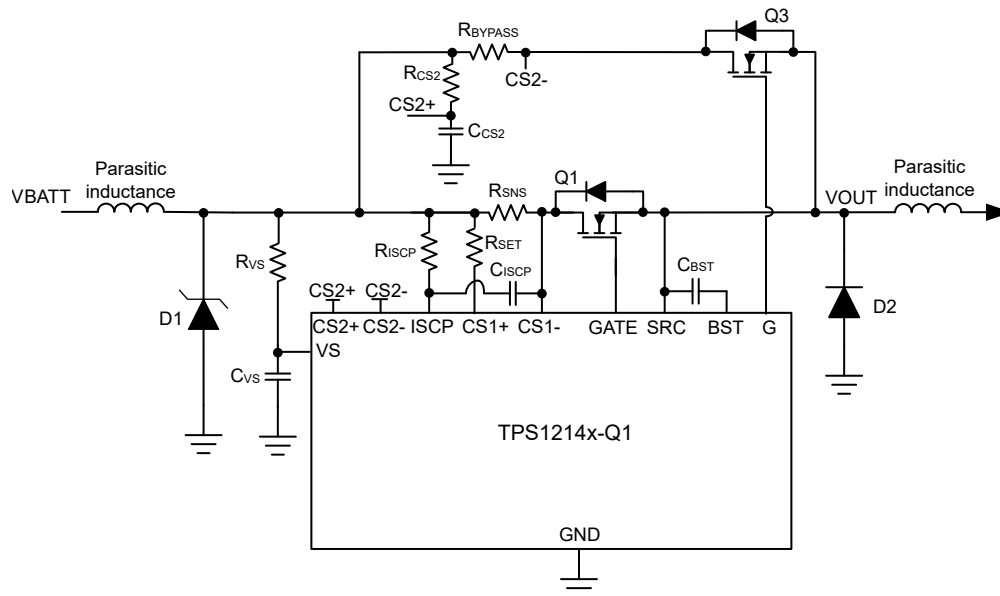 Q3
RBYPASS
RCS2
CS2-
CS2+
CCS2
Parasitic
inductance
VBATT
Q1
RSNS
VOUT
Parasitic
inductance
RVS
RISCP
RSET
CISCP
CBST
CS2+
CS2-
D1
D2
CS2+
CS2-
ISCP
CS1+
CS1-
GATE
SRC
BST
G
VS
CVS
TPS1214x-Q1
GND